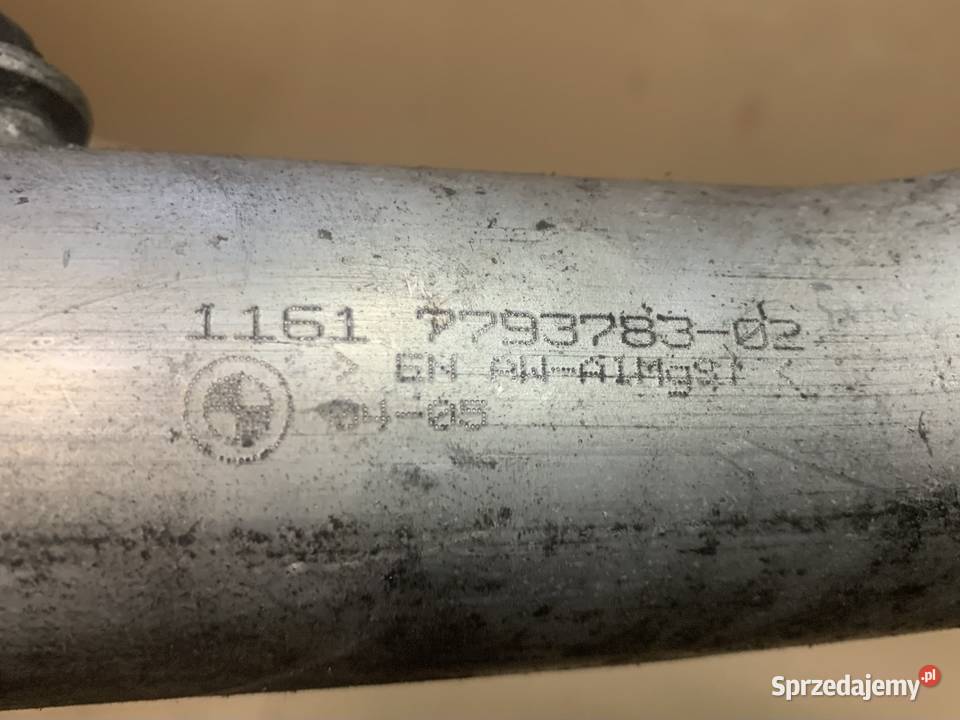 1161 7793783-02
> EN AW-AlMgSi <
04-05
Sprzedajemy.pl